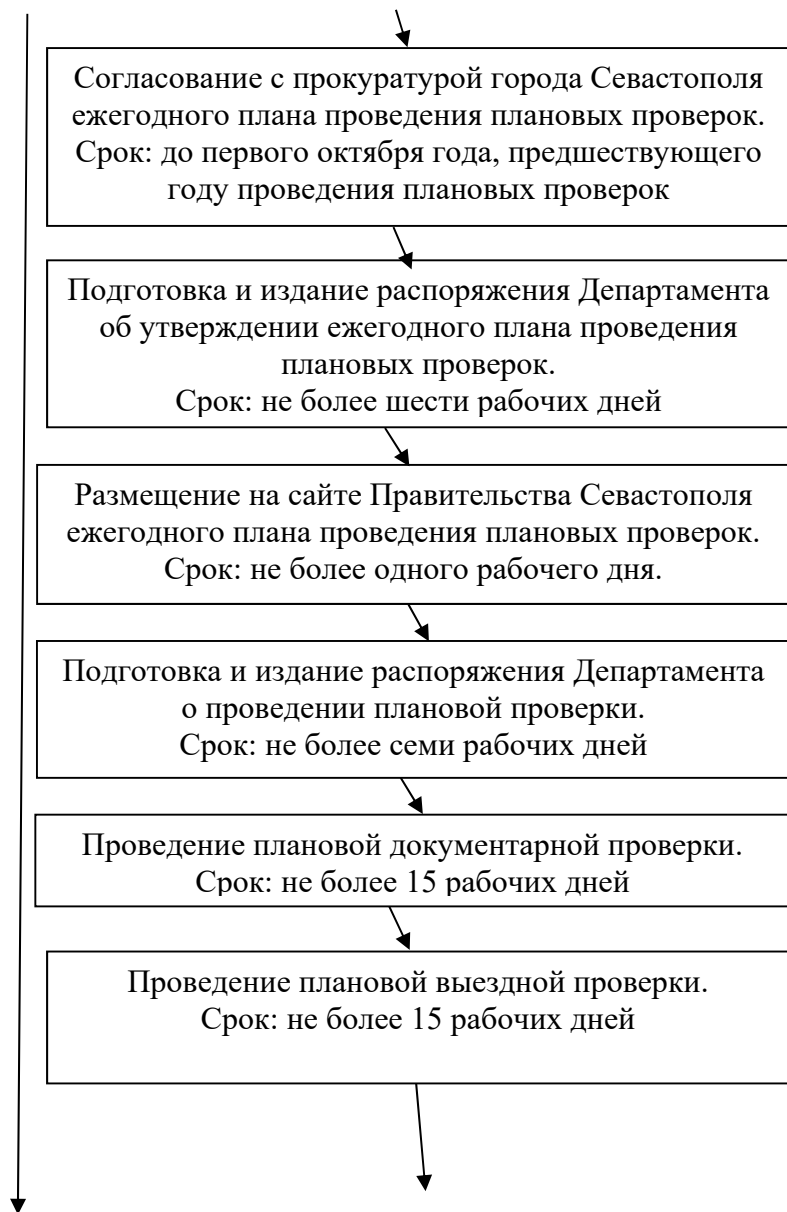 Согласование с прокуратурой города Севастополя
ежегодного плана проведения плановых проверок.
Срок: до первого октября года, предшествующего
году проведения плановых проверок
Подготовка и издание распоряжения Департамента
об утверждении ежегодного плана проведения
плановых проверок.
Срок: не более шести рабочих дней
Размещение на сайте Правительства Севастополя
ежегодного плана проведения плановых проверок.
Срок: не более одного рабочего дня.
Подготовка и издание распоряжения Департамента
о проведении плановой проверки.
Срок: не более семи рабочих дней
Проведение плановой документарной проверки.
Срок: не более 15 рабочих дней
Проведение плановой выездной проверки.
Срок: не более 15 рабочих дней